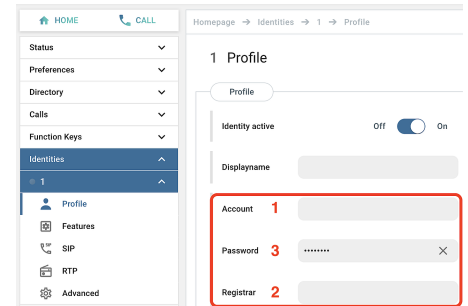 HOME
CALL
Homepage → Identities → 1 → Profile
Status
Preferences
Directory
Calls
Function Keys
Identities
1
Profile
Features
SIP
RTP
Advanced
1 Profile
Profile
Identity active
Off
On
Displayname
Account 1
Password 3 ········
Registrar 2